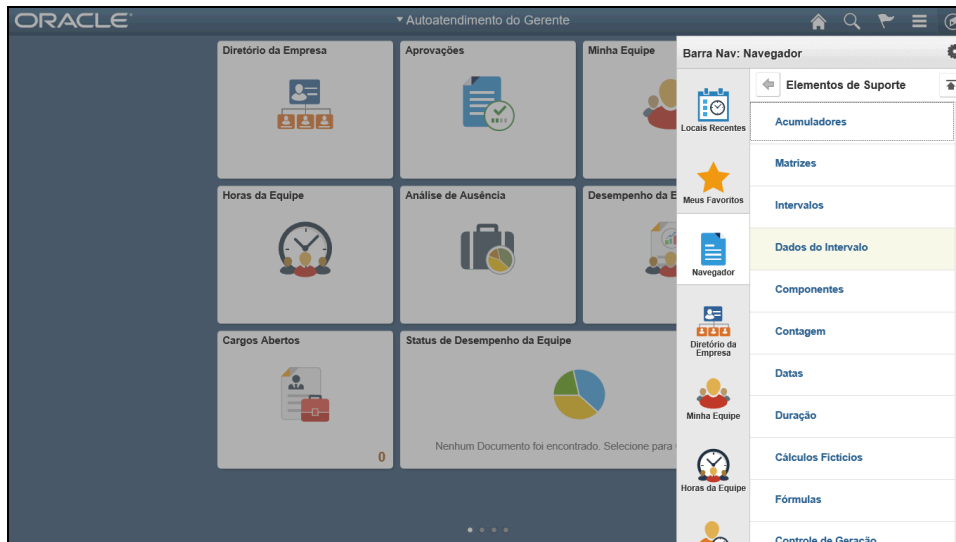 ORACLE
Autoatendimento do Gerente
Diretório da Empresa
Aprovações
Minha Equipe
Horas da Equipe
Análise de Ausência
Desempenho da E
Cargos Abertos
0
Status de Desempenho da Equipe
Nenhum Documento foi encontrado. Selecione para
Barra Nav: Navegador
Locais Recentes
Meus Favoritos
Navegador
Diretório da
Empresa
Minha Equipe
Horas da Equipe
Elementos de Suporte
Acumuladores
Matrizes
Intervalos
Dados do Intervalo
Componentes
Contagem
Datas
Duração
Cálculos Fictícios
Fórmulas
Controle de Geração